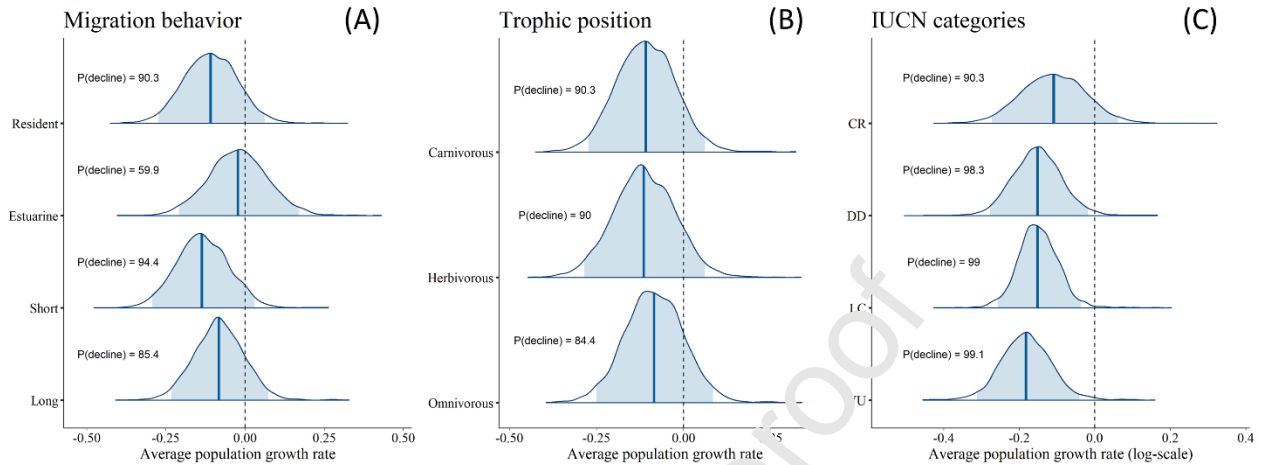 Migration behavior
(A)
P(decline) = 90.3
Resident
P(decline) = 59.9
Estuarine
P(decline) = 94.4
Short
P(decline) = 85.4
Long
-0.50 -0.25 0.00 0.25 0.50
Average population growth rate
Trophic position
(B)
P(decline) = 90.3
Carnivorous
P(decline) = 90
Herbivorous
P(decline) = 84.4
Omnivorous
-0.50 -0.25 0.00
Average population growth rate
IUCN categories
(C)
P(decline) = 90.3
CR
P(decline) = 98.3
DD
P(decline) = 99
LC
P(decline) = 99.1
-0.4 -0.2 0.0 0.2 0.4
Average population growth rate (log-scale)
proof